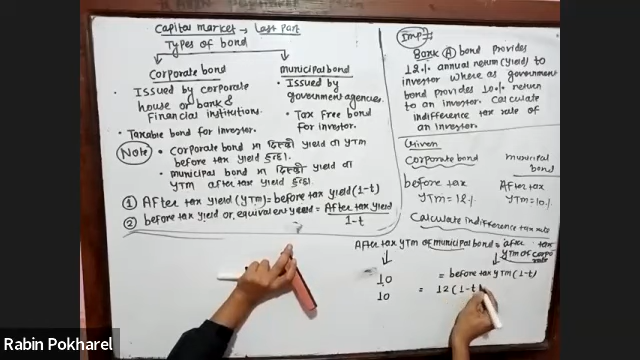 Capital market → Last part
Types of bond
Corporate bond
• Issued by corporate
house or bank &
Financial institutions.
• Taxable bond for investor.
municipal bond
• Issued by
government agencies.
• Tax free bond
for investor.
Note
• corporate bond मा दिएको yield वा YTM
before tax yield हुन्छ।
• municipal bond मा दिएको yield वा
YTM after tax yield हुन्छ।
① After tax yield (YTM) = before tax yield (1-t)
② before tax yield or, equivalent yield = After tax yield / 1-t
Imp
Bank Ⓐ bond provides
12% annual return (yield) to
investor where as government
bond provides 10% return
to an investor. Calculate
indifference tax rate of
an investor.
Given
corporate bond
before tax
YTM = 12%
municipal
bond
After tax
YTM = 10%
Calculate indifference tax rate
After tax YTM of municipal bond = after tax
YTM of corporate
10 = before tax YTM (1-t)
10 = 12 (1-t)
Rabin Pokharel